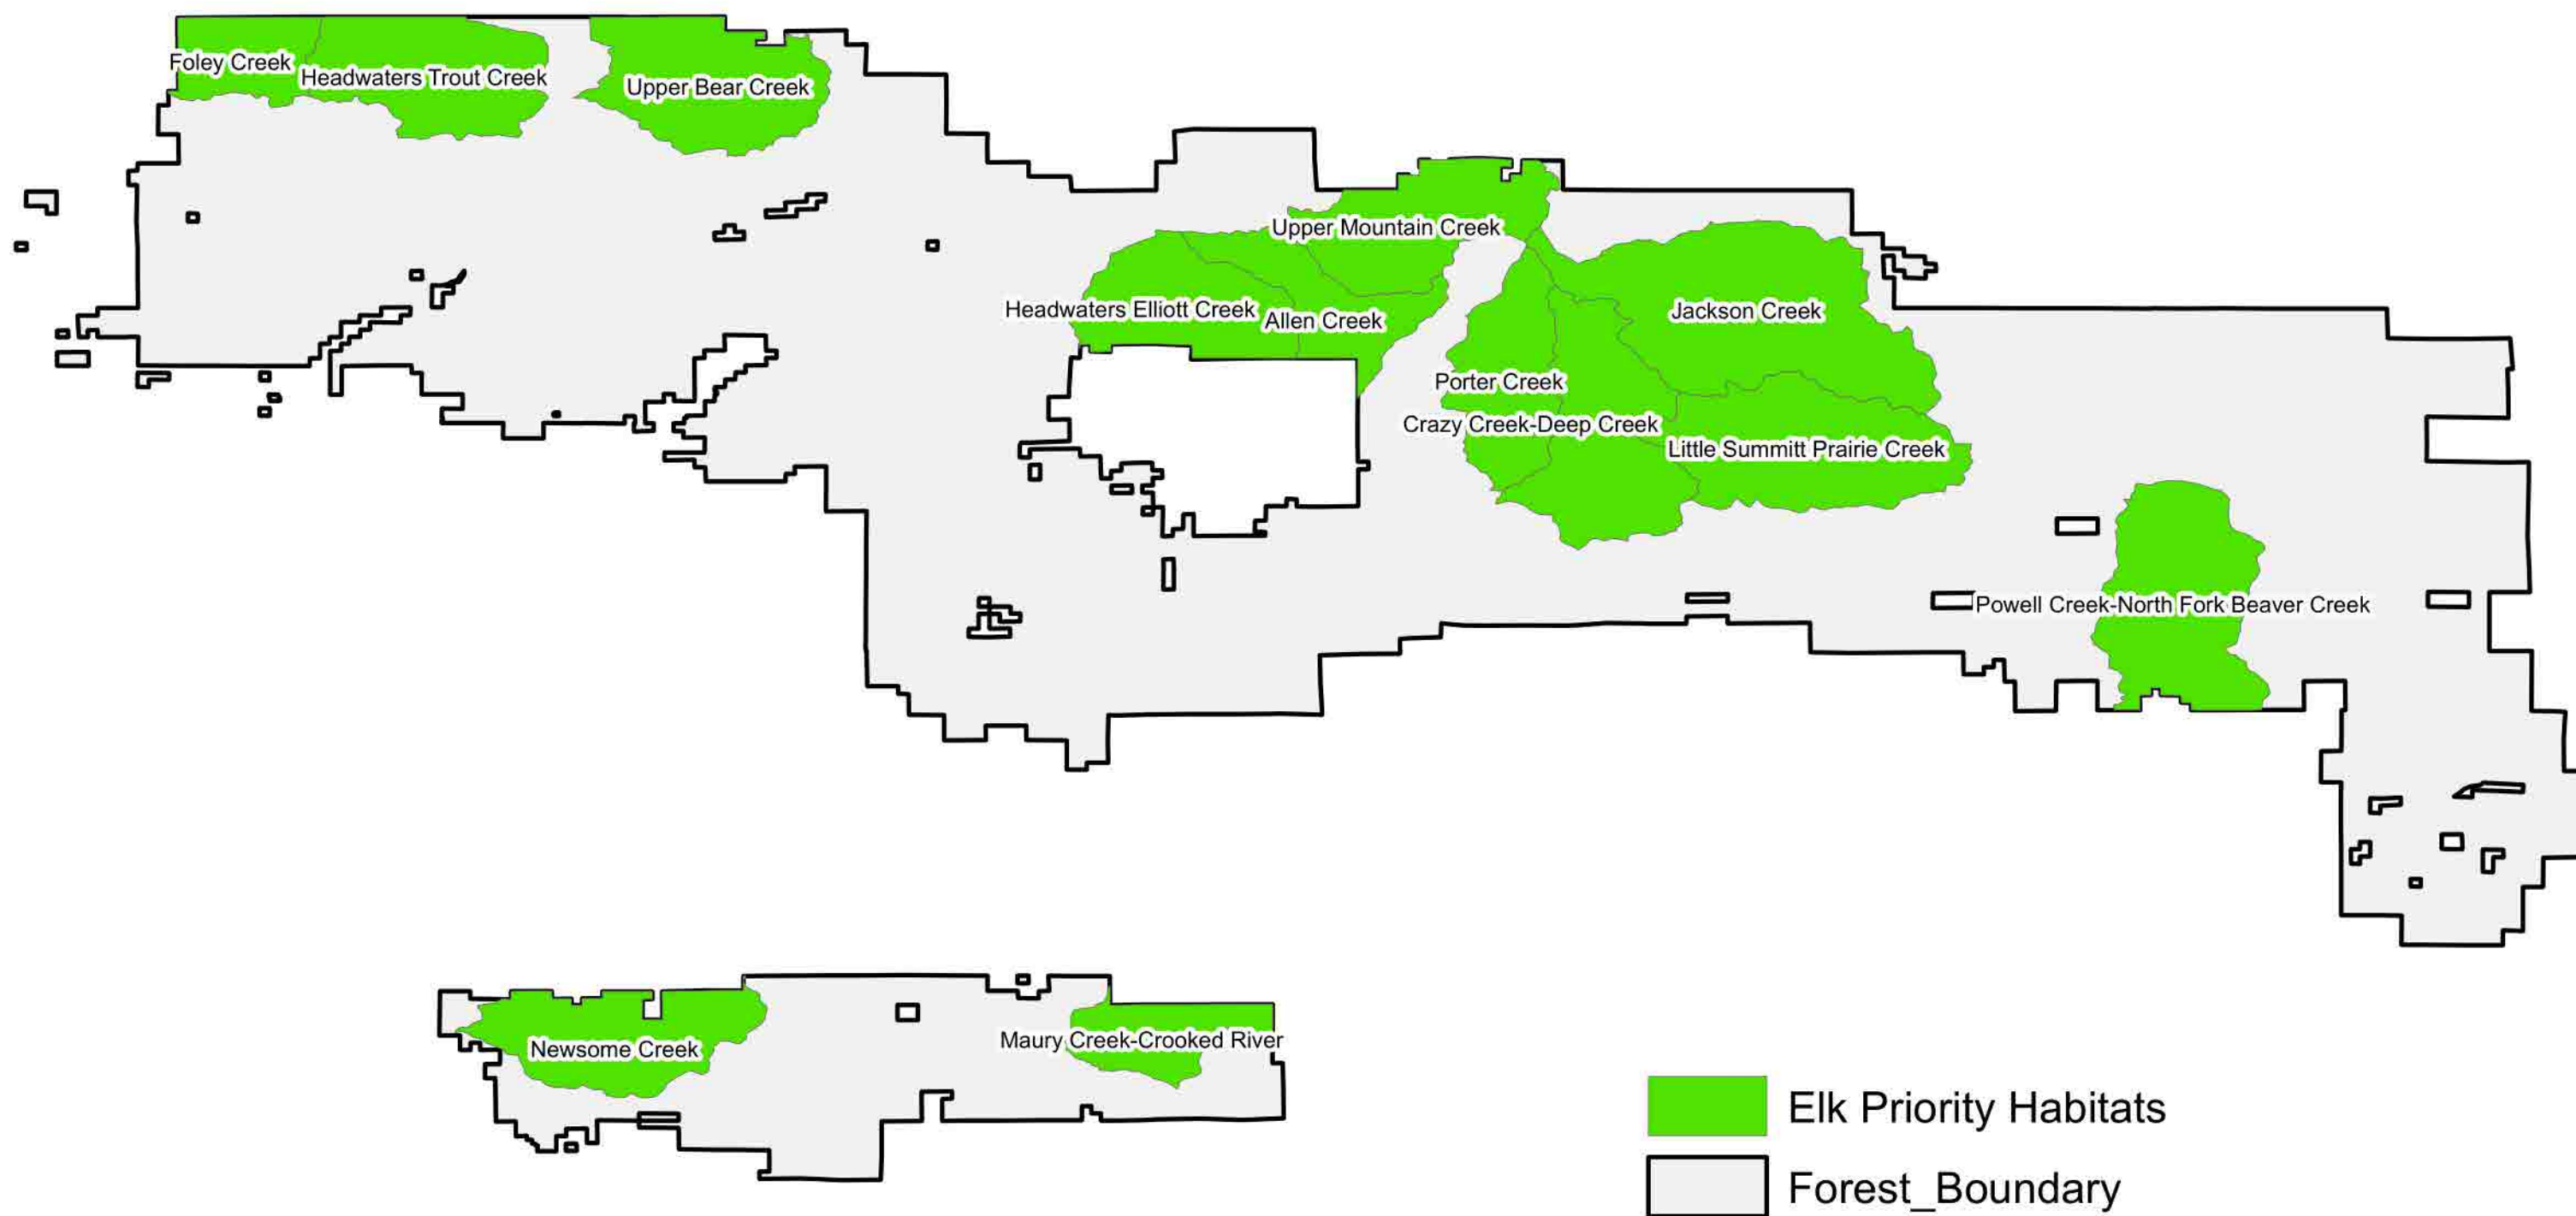 Foley Creek
Headwaters Trout Creek
Upper Bear Creek
Upper Mountain Creek
Headwaters Elliott Creek
Allen Creek
Jackson Creek
Porter Creek
Crazy Creek-Deep Creek
Little Summitt Prairie Creek
Powell Creek-North Fork Beaver Creek
Newsome Creek
Maury Creek-Crooked River
Elk Priority Habitats
Forest_Boundary